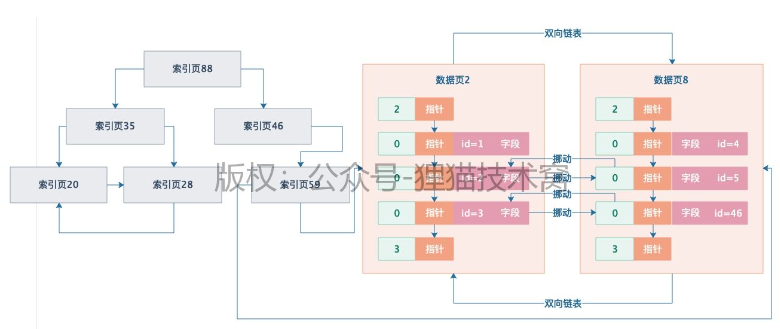 双向链表
索引页88
数据页2
数据页8
2 指针
2 指针
索引页35
索引页46
0 指针 id=1 字段
0 指针 字段 id=4
挪动
索引页20
索引页28
索引页59
0 指针
挪动
0 指针 字段 id=5
版权：公众号-狸猫技术窝
挪动
0 指针 id=3 字段
挪动
0 指针 字段 id=46
3 指针
3 指针
双向链表